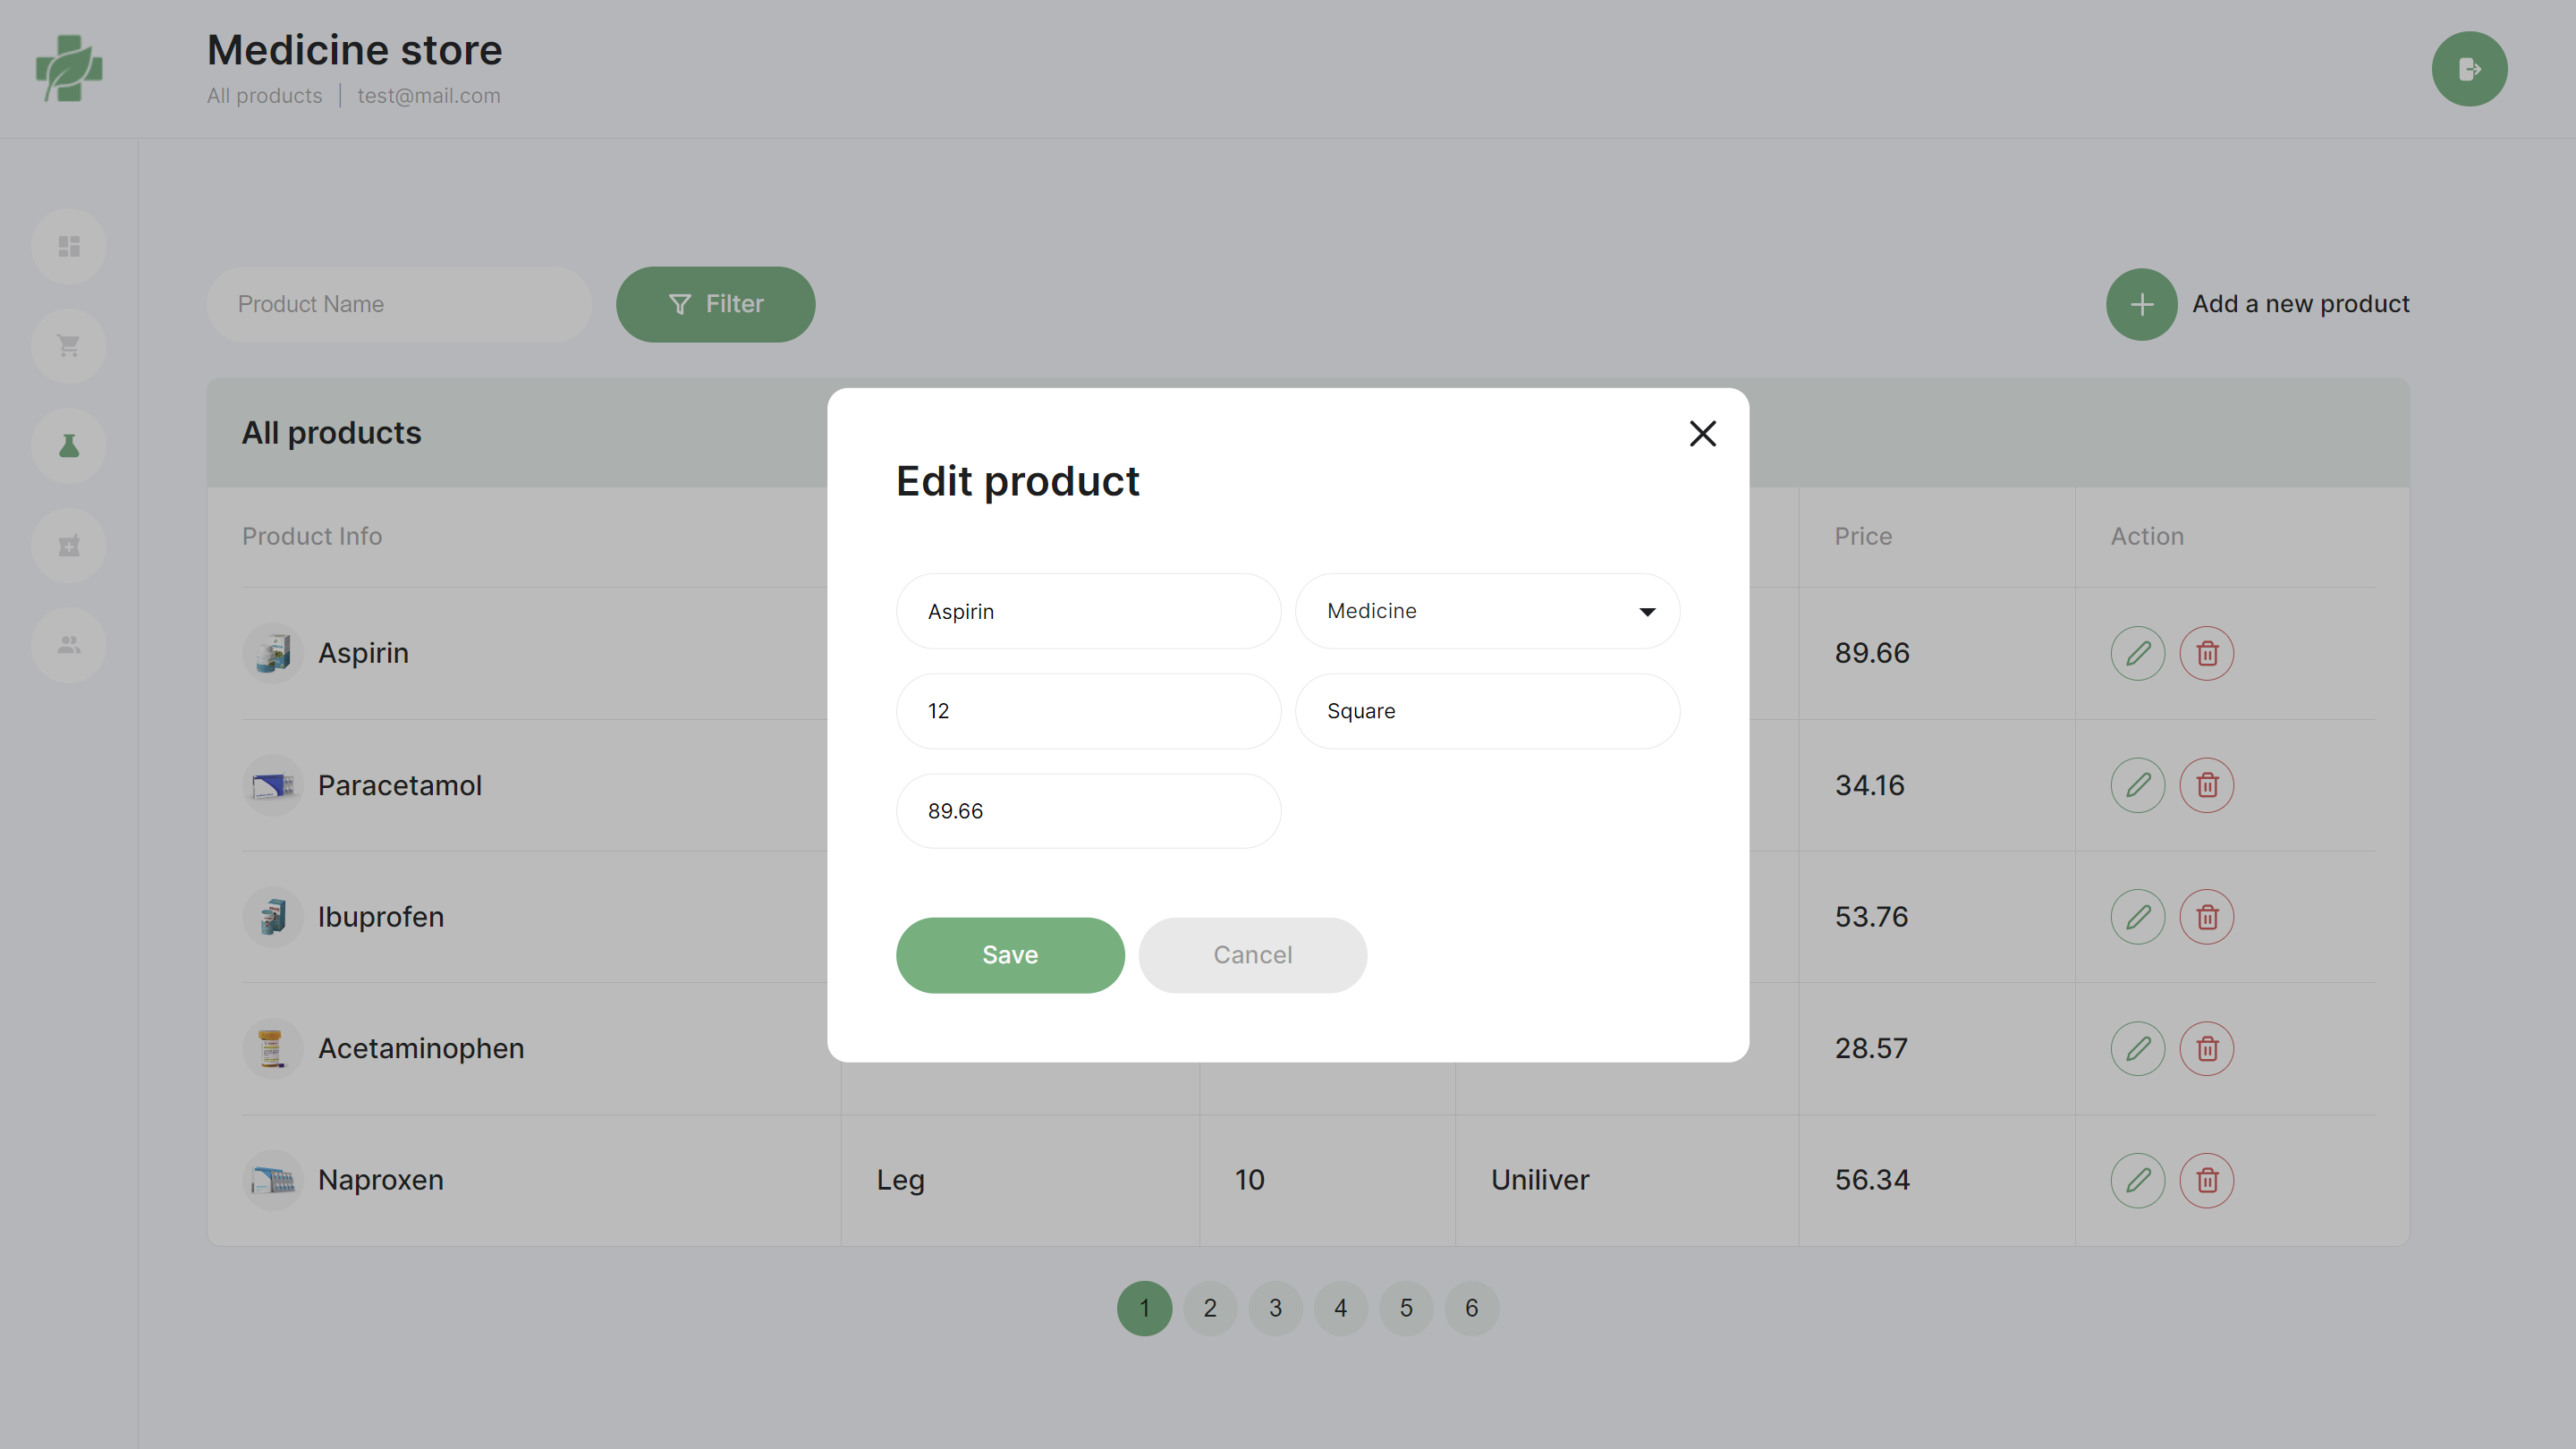 Medicine store
All products | test@mail.com
Product Name
Filter
Add a new product
All products
Edit product
Product Info
Price
Action
Aspirin
Medicine
Aspirin
89.66
12
Square
Paracetamol
34.16
89.66
Ibuprofen
53.76
Save
Cancel
Acetaminophen
28.57
Naproxen
Leg
10
Uniliver
56.34
1 2 3 4 5 6